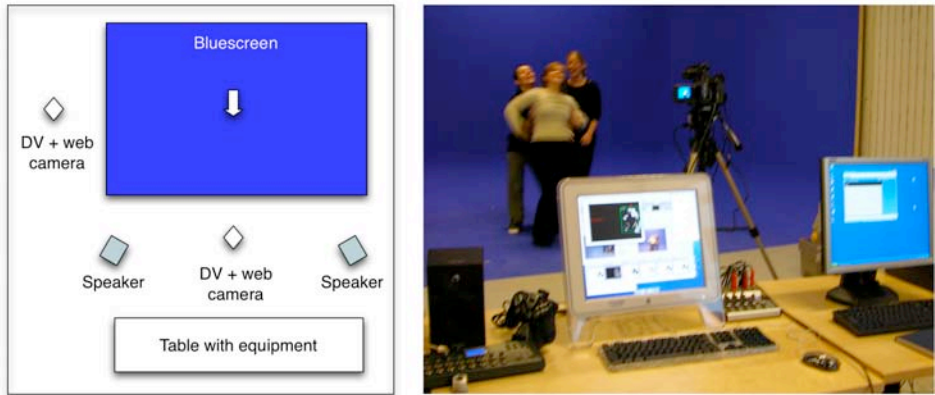 Bluescreen
DV + web
camera
Speaker
DV + web
camera
Speaker
Table with equipment